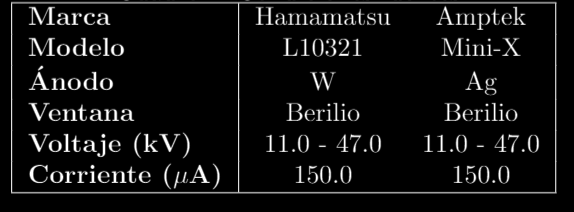 Marca Hamamatsu Amptek
Modelo L10321 Mini-X
Ánodo W Ag
Ventana Berilio Berilio
Voltaje (kV) 11.0 - 47.0 11.0 - 47.0
Corriente (μA) 150.0 150.0